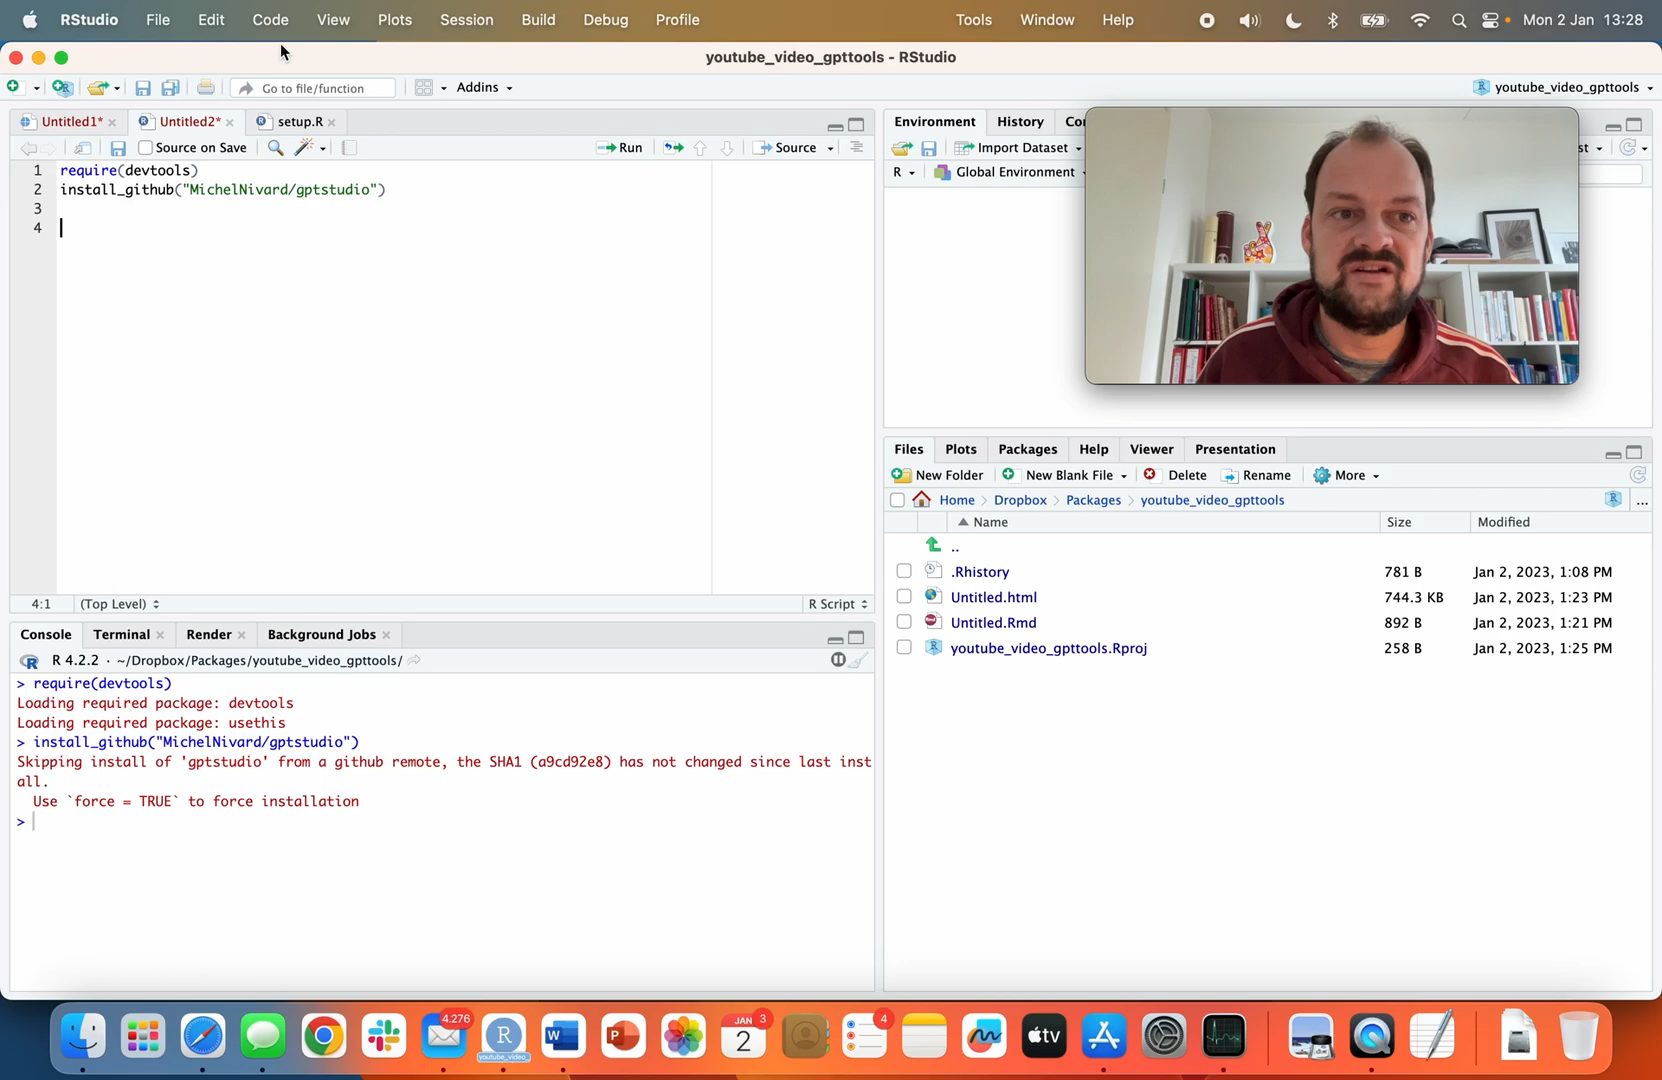 RStudio File Edit Code View Plots Session Build Debug Profile Tools Window Help Mon 2 Jan 13:28
youtube_video_gpttools - RStudio
Go to file/function Addins youtube_video_gpttools
Untitled1* Untitled2* setup.R
Source on Save Run Source
1 require(devtools)
2 install_github("MichelNivard/gptstudio")
3
4
4:1 (Top Level) R Script
Console Terminal Render Background Jobs
R 4.2.2 · ~/Dropbox/Packages/youtube_video_gpttools/
> require(devtools)
Loading required package: devtools
Loading required package: usethis
> install_github("MichelNivard/gptstudio")
Skipping install of 'gptstudio' from a github remote, the SHA1 (a9cd92e8) has not changed since last inst
all.
Use `force = TRUE` to force installation
>
Environment History Co
Import Dataset st
R Global Environment
Files Plots Packages Help Viewer Presentation
New Folder New Blank File Delete Rename More
Home > Dropbox > Packages > youtube_video_gpttools ...
Name Size Modified
..
.Rhistory 781 B Jan 2, 2023, 1:08 PM
Untitled.html 744.3 KB Jan 2, 2023, 1:23 PM
Untitled.Rmd 892 B Jan 2, 2023, 1:21 PM
youtube_video_gpttools.Rproj 258 B Jan 2, 2023, 1:25 PM
4.276 JAN 3 4
R W P 2 tv
youtube_video_